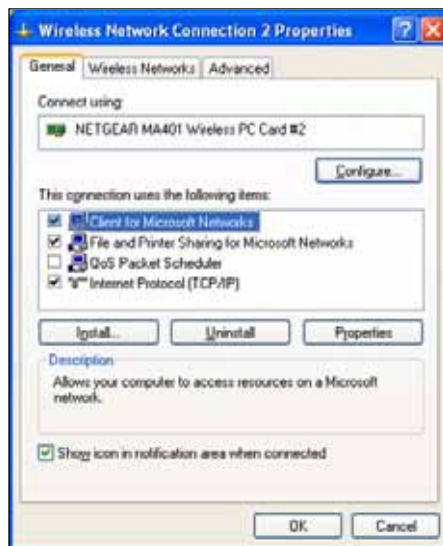 Wireless Network Connection 2 Properties
General Wireless Networks Advanced
Connect using:
NETGEAR MA401 Wireless PC Card #2
Configure...
This connection uses the following items:
Client for Microsoft Networks
File and Printer Sharing for Microsoft Networks
QoS Packet Scheduler
Internet Protocol (TCP/IP)
Install... Uninstall Properties
Description
Allows your computer to access resources on a Microsoft
network.
Show icon in notification area when connected
OK Cancel